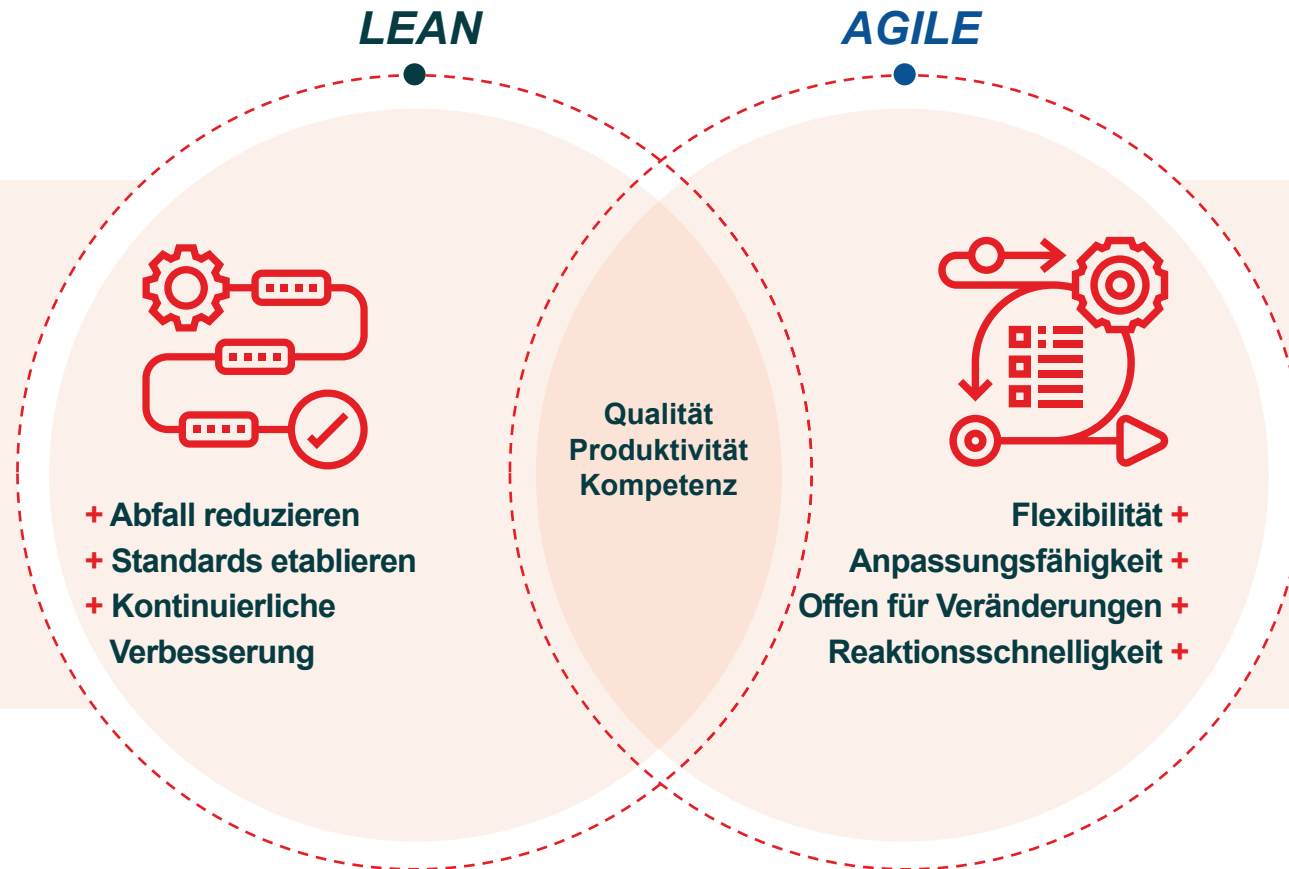 LEAN
AGILE
+ Abfall reduzieren
+ Standards etablieren
+ Kontinuierliche
Verbesserung
Qualität
Produktivität
Kompetenz
Flexibilität +
Anpassungsfähigkeit +
Offen für Veränderungen +
Reaktionsschnelligkeit +